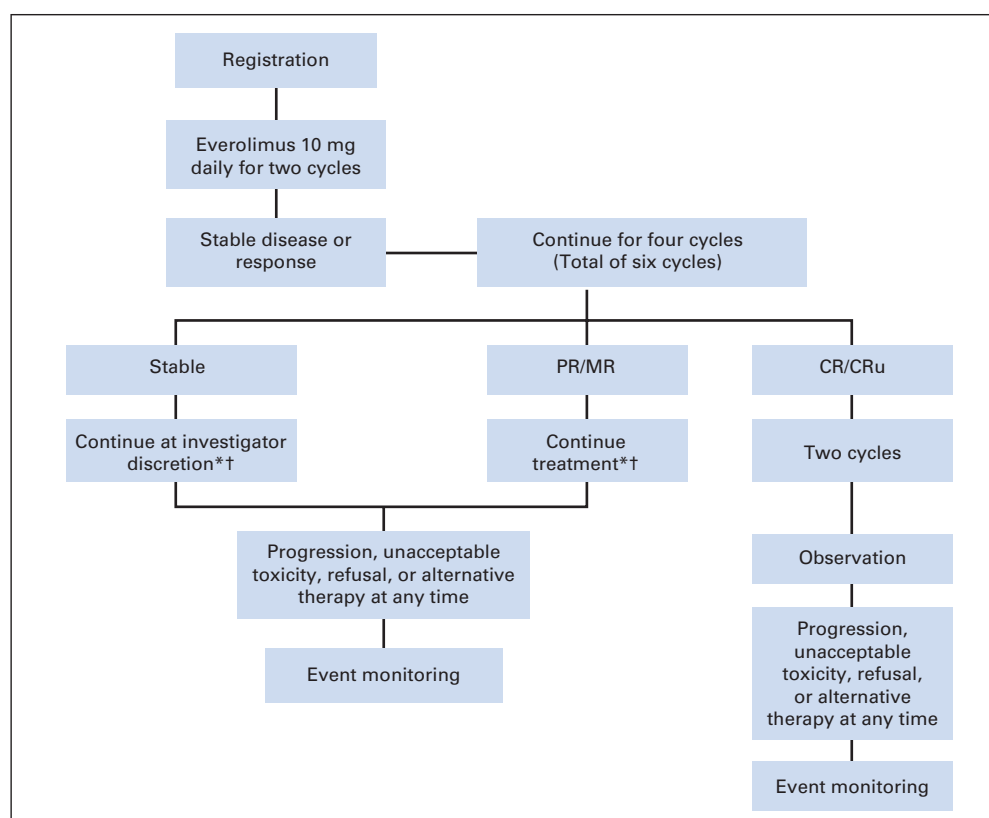 Registration
Everolimus 10 mg
daily for two cycles
Stable disease or
response
Continue for four cycles
(Total of six cycles)
Stable
PR/MR
CR/CRu
Continue at investigator
discretion*†
Continue
treatment*†
Two cycles
Progression, unacceptable
toxicity, refusal, or alternative
therapy at any time
Event monitoring
Observation
Progression,
unacceptable
toxicity, refusal,
or alternative
therapy at any time
Event monitoring